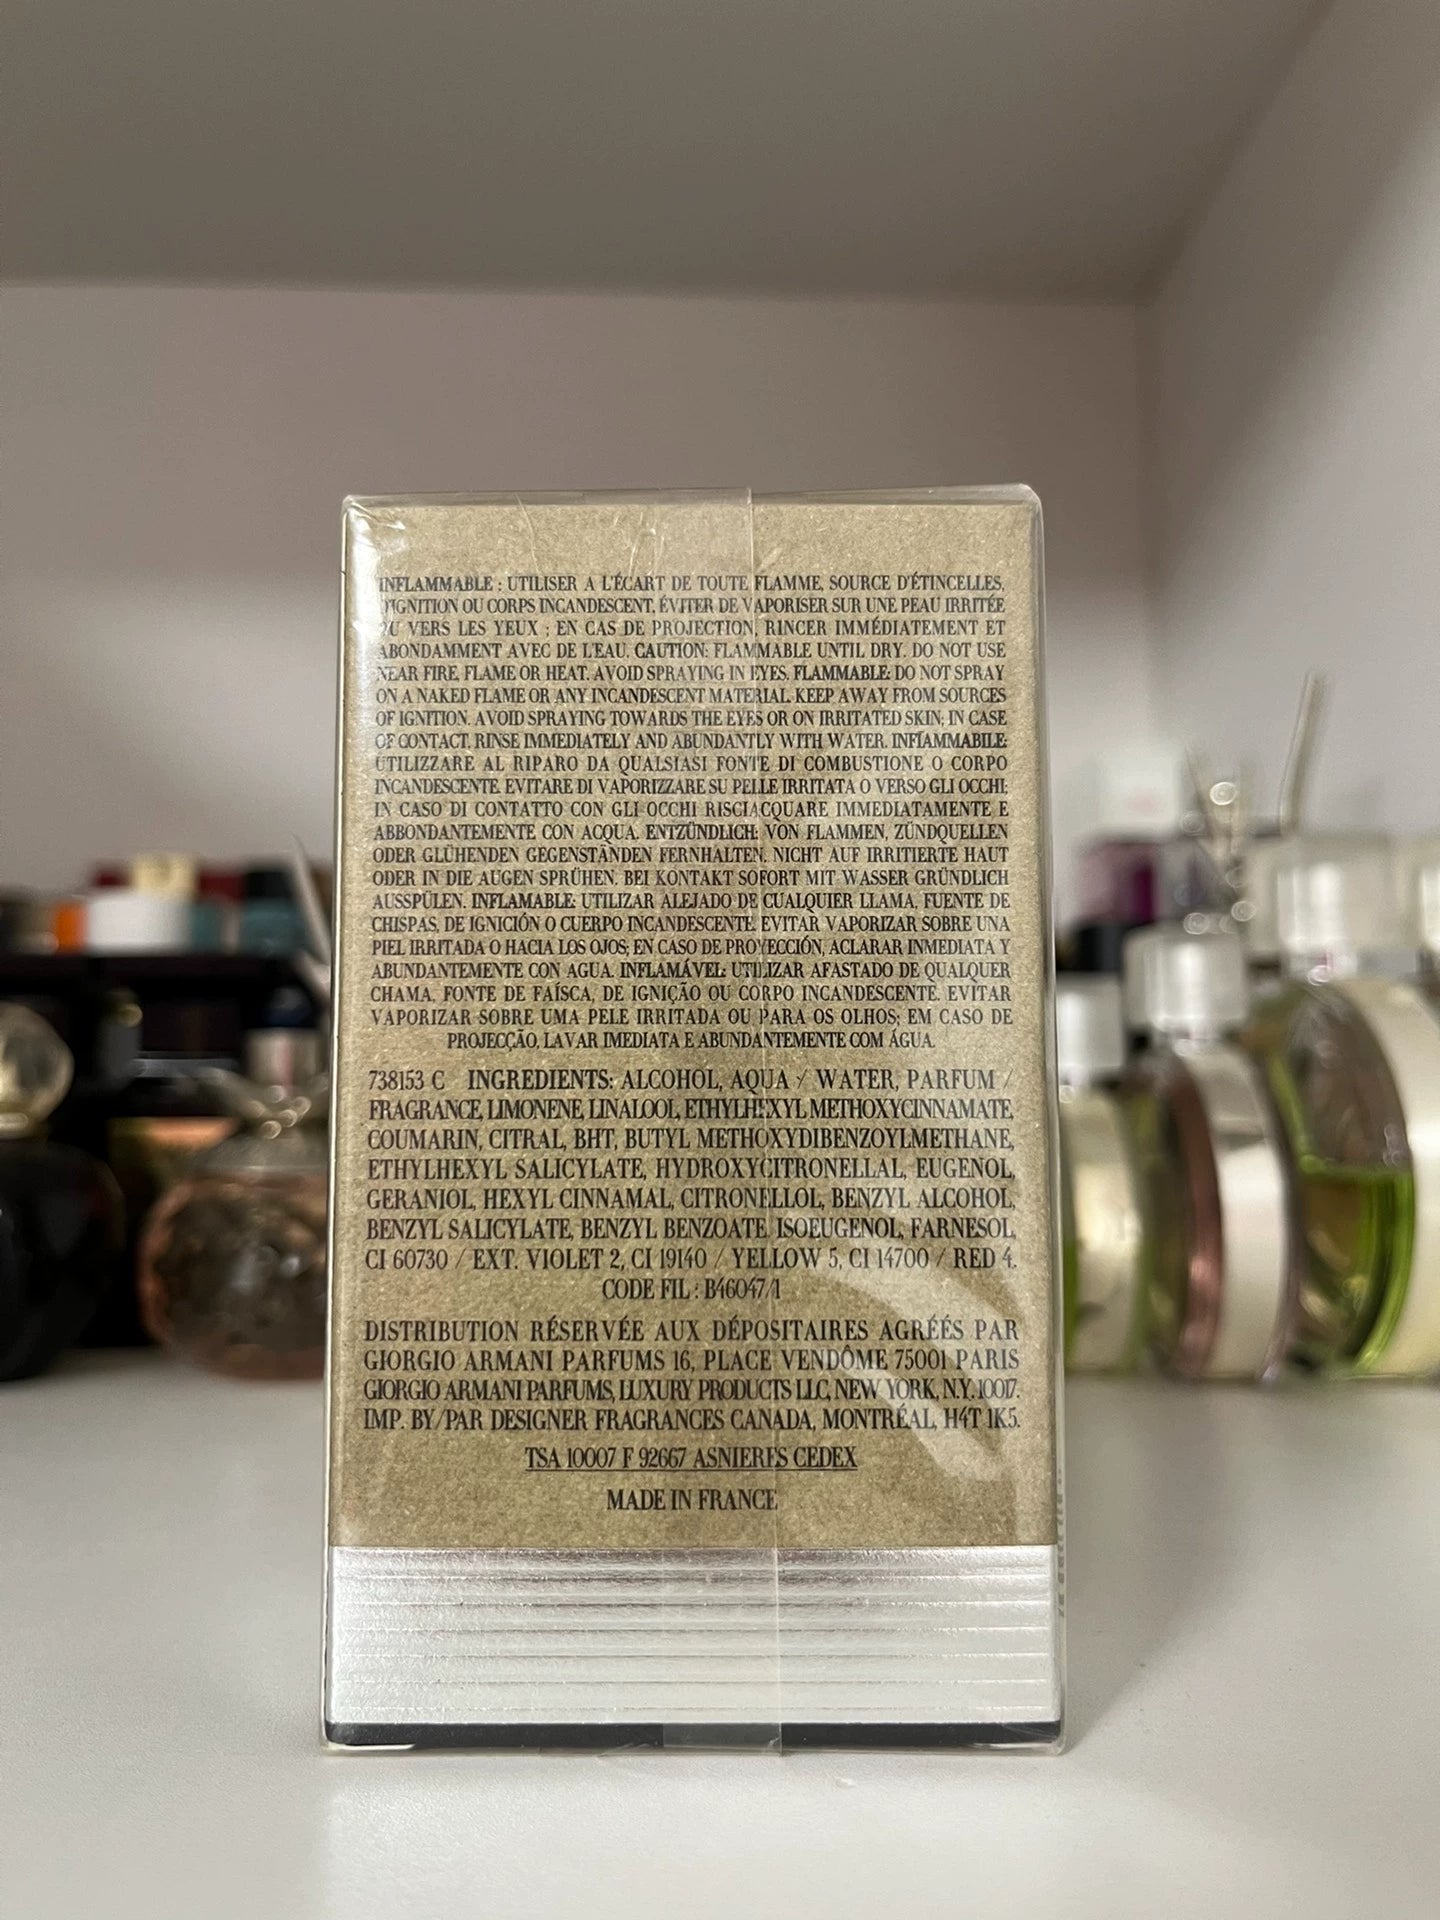 INFLAMMABLE : UTILISER A L'ÉCART DE TOUTE FLAMME, SOURCE D'ÉTINCELLES,
D'IGNITION OU CORPS INCANDESCENT. ÉVITER DE VAPORISER SUR UNE PEAU IRRITÉE
OU VERS LES YEUX ; EN CAS DE PROJECTION, RINCER IMMÉDIATEMENT ET
ABONDAMMENT AVEC DE L'EAU. CAUTION: FLAMMABLE UNTIL DRY. DO NOT USE
NEAR FIRE, FLAME OR HEAT. AVOID SPRAYING IN EYES. FLAMMABLE: DO NOT SPRAY
ON A NAKED FLAME OR ANY INCANDESCENT MATERIAL. KEEP AWAY FROM SOURCES
OF IGNITION. AVOID SPRAYING TOWARDS THE EYES OR ON IRRITATED SKIN; IN CASE
OF CONTACT, RINSE IMMEDIATELY AND ABUNDANTLY WITH WATER. INFIAMMABILE:
UTILIZZARE AL RIPARO DA QUALSIASI FONTE DI COMBUSTIONE O CORPO
INCANDESCENTE. EVITARE DI VAPORIZZARE SU PELLE IRRITATA O VERSO GLI OCCHI;
IN CASO DI CONTATTO CON GLI OCCHI RISCIACQUARE IMMEDIATAMENTE E
ABBONDANTEMENTE CON ACQUA. ENTZÜNDLICH: VON FLAMMEN, ZÜNDQUELLEN
ODER GLÜHENDEN GEGENSTÄNDEN FERNHALTEN. NICHT AUF IRRITIERTE HAUT
ODER IN DIE AUGEN SPRÜHEN. BEI KONTAKT SOFORT MIT WASSER GRÜNDLICH
AUSSPÜLEN. INFLAMABLE: UTILIZAR ALEJADO DE CUALQUIER LLAMA, FUENTE DE
CHISPAS, DE IGNICIÓN O CUERPO INCANDESCENTE. EVITAR VAPORIZAR SOBRE UNA
PIEL IRRITADA O HACIA LOS OJOS; EN CASO DE PROYECCIÓN, ACLARAR INMEDIATA Y
ABUNDANTEMENTE CON AGUA. INFLAMÁVEL: UTILIZAR AFASTADO DE QUALQUER
CHAMA, FONTE DE FAÍSCA, DE IGNIÇÃO OU CORPO INCANDESCENTE. EVITAR
VAPORIZAR SOBRE UMA PELE IRRITADA OU PARA OS OLHOS; EM CASO DE
PROJECÇÃO, LAVAR IMEDIATA E ABUNDANTEMENTE COM ÁGUA.
738153 C INGREDIENTS: ALCOHOL, AQUA / WATER, PARFUM /
FRAGRANCE, LIMONENE, LINALOOL, ETHYLHEXYL METHOXYCINNAMATE,
COUMARIN, CITRAL, BHT, BUTYL METHOXYDIBENZOYLMETHANE,
ETHYLHEXYL SALICYLATE, HYDROXYCITRONELLAL, EUGENOL,
GERANIOL, HEXYL CINNAMAL, CITRONELLOL, BENZYL ALCOHOL,
BENZYL SALICYLATE, BENZYL BENZOATE, ISOEUGENOL, FARNESOL,
CI 60730 / EXT. VIOLET 2, CI 19140 / YELLOW 5, CI 14700 / RED 4.
CODE FIL : B46047/1
DISTRIBUTION RÉSERVÉE AUX DÉPOSITAIRES AGRÉÉS PAR
GIORGIO ARMANI PARFUMS 16, PLACE VENDÔME 75001 PARIS
GIORGIO ARMANI PARFUMS, LUXURY PRODUCTS LLC, NEW YORK, N.Y. 10017.
IMP. BY/PAR DESIGNER FRAGRANCES CANADA, MONTRÉAL, H4T 1K5.
TSA 10007 F 92667 ASNIERES CEDEX
MADE IN FRANCE